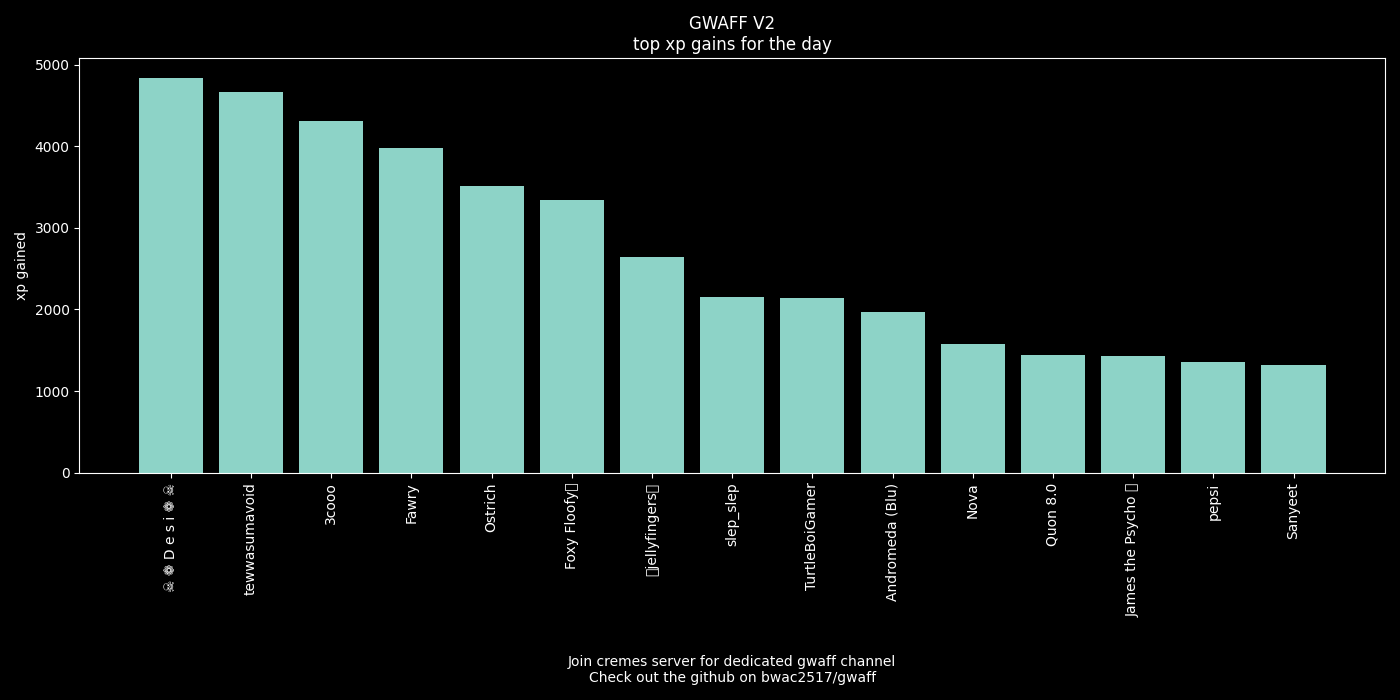 GWAFF V2
top xp gains for the day
xp gained
5000
4000
3000
2000
1000
0
☠ ❁ D e s i ❁ ☠
tewwasumavoid
3cooo
Fawry
Ostrich
Foxy Floofy
jellyfingers
slep_slep
TurtleBoiGamer
Andromeda (Blu)
Nova
Quon 8.0
James the Psycho
pepsi
Sanyeet
Join cremes server for dedicated gwaff channel
Check out the github on bwac2517/gwaff